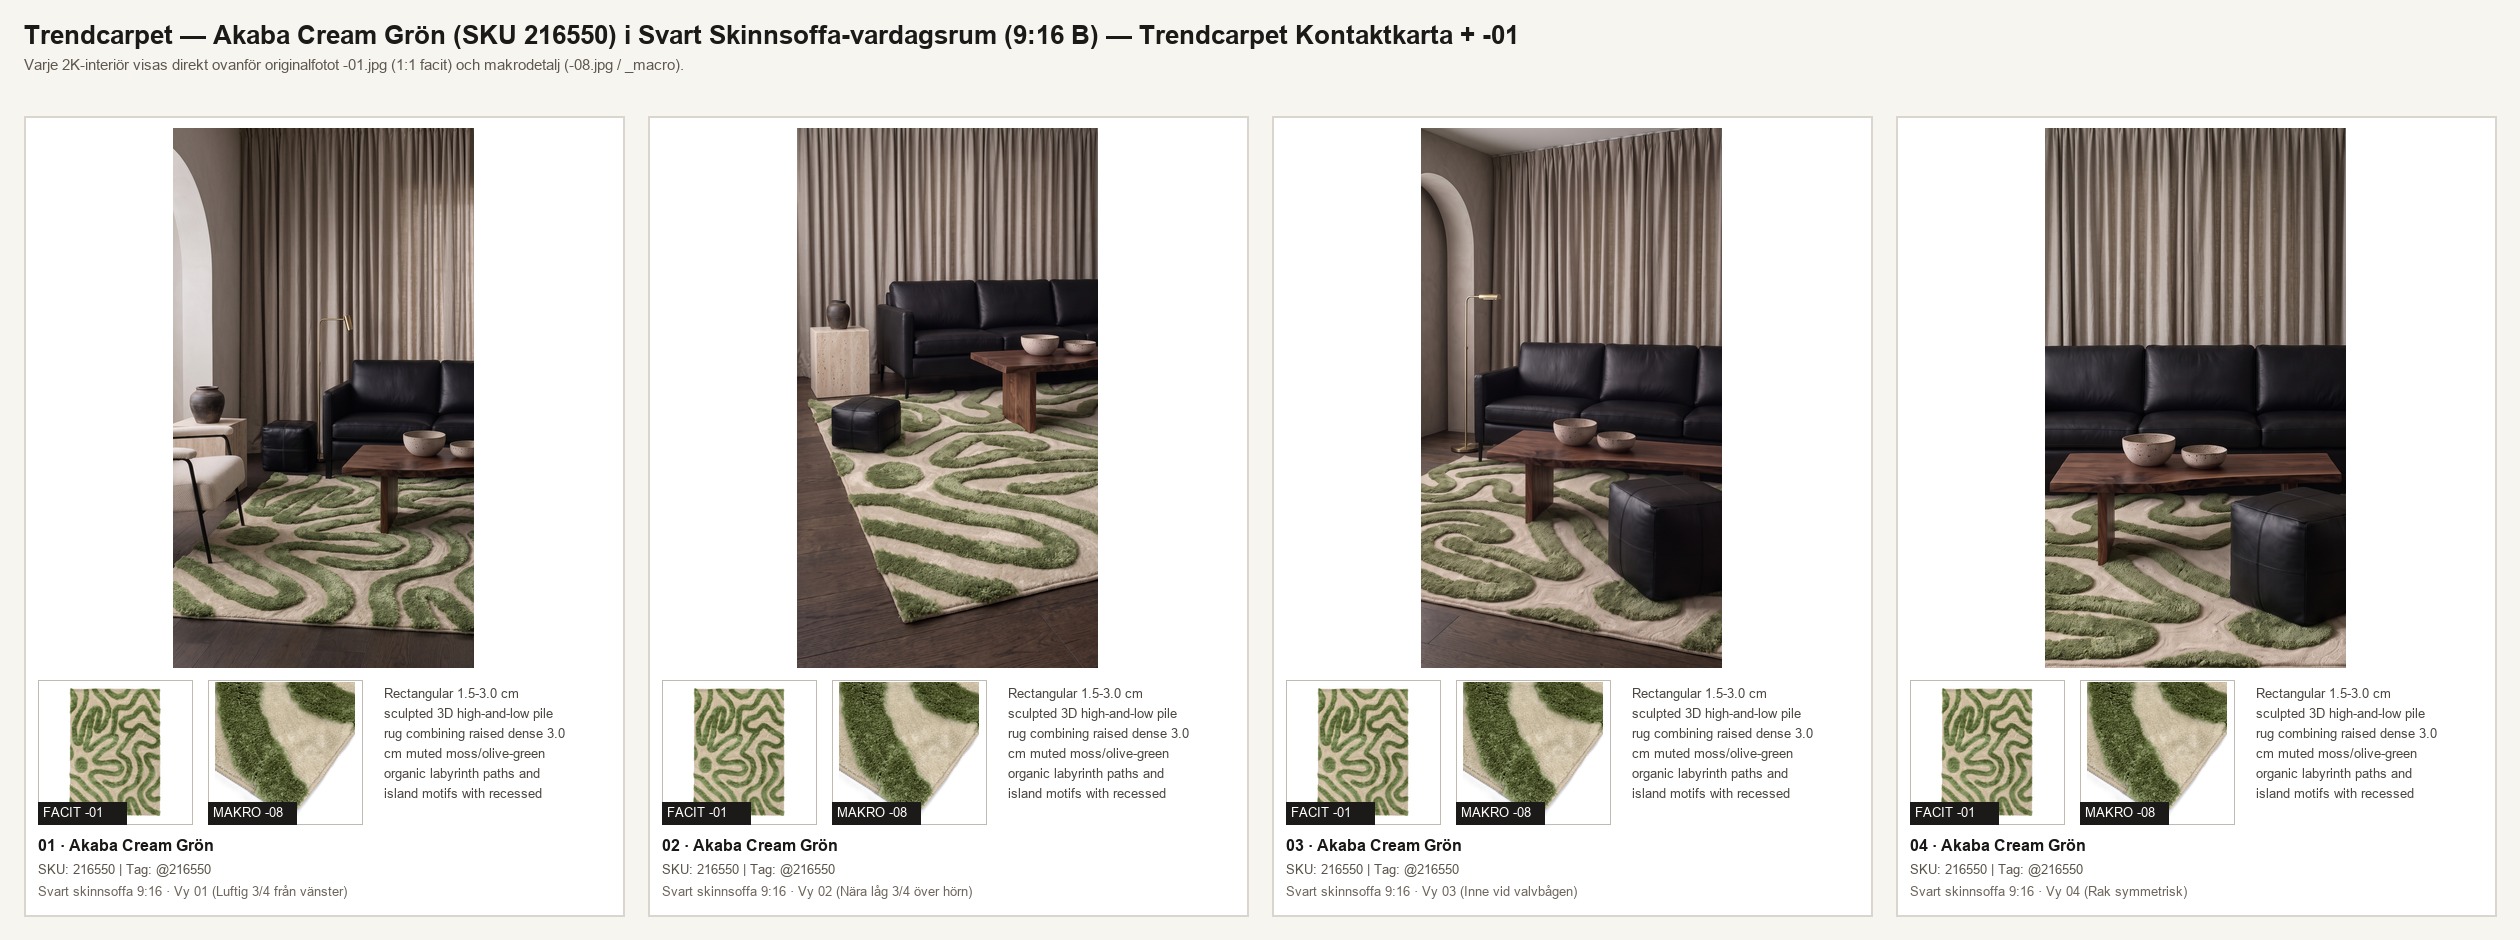 Trendcarpet — Akaba Cream Grön (SKU 216550) i Svart Skinnsoffa-vardagsrum (9:16 B) — Trendcarpet Kontaktkarta + -01
Varje 2K-interiör visas direkt ovanför originalfotot -01.jpg (1:1 facit) och makrodetalj (-08.jpg / _macro).
FACIT -01
MAKRO -08
Rectangular 1.5-3.0 cm
sculpted 3D high-and-low pile
rug combining raised dense 3.0
cm muted moss/olive-green
organic labyrinth paths and
island motifs with recessed
01 · Akaba Cream Grön
SKU: 216550 | Tag: @216550
Svart skinnsoffa 9:16 · Vy 01 (Luftig 3/4 från vänster)
FACIT -01
MAKRO -08
Rectangular 1.5-3.0 cm
sculpted 3D high-and-low pile
rug combining raised dense 3.0
cm muted moss/olive-green
organic labyrinth paths and
island motifs with recessed
02 · Akaba Cream Grön
SKU: 216550 | Tag: @216550
Svart skinnsoffa 9:16 · Vy 02 (Nära låg 3/4 över hörn)
FACIT -01
MAKRO -08
Rectangular 1.5-3.0 cm
sculpted 3D high-and-low pile
rug combining raised dense 3.0
cm muted moss/olive-green
organic labyrinth paths and
island motifs with recessed
03 · Akaba Cream Grön
SKU: 216550 | Tag: @216550
Svart skinnsoffa 9:16 · Vy 03 (Inne vid valvbågen)
FACIT -01
MAKRO -08
Rectangular 1.5-3.0 cm
sculpted 3D high-and-low pile
rug combining raised dense 3.0
cm muted moss/olive-green
organic labyrinth paths and
island motifs with recessed
04 · Akaba Cream Grön
SKU: 216550 | Tag: @216550
Svart skinnsoffa 9:16 · Vy 04 (Rak symmetrisk)